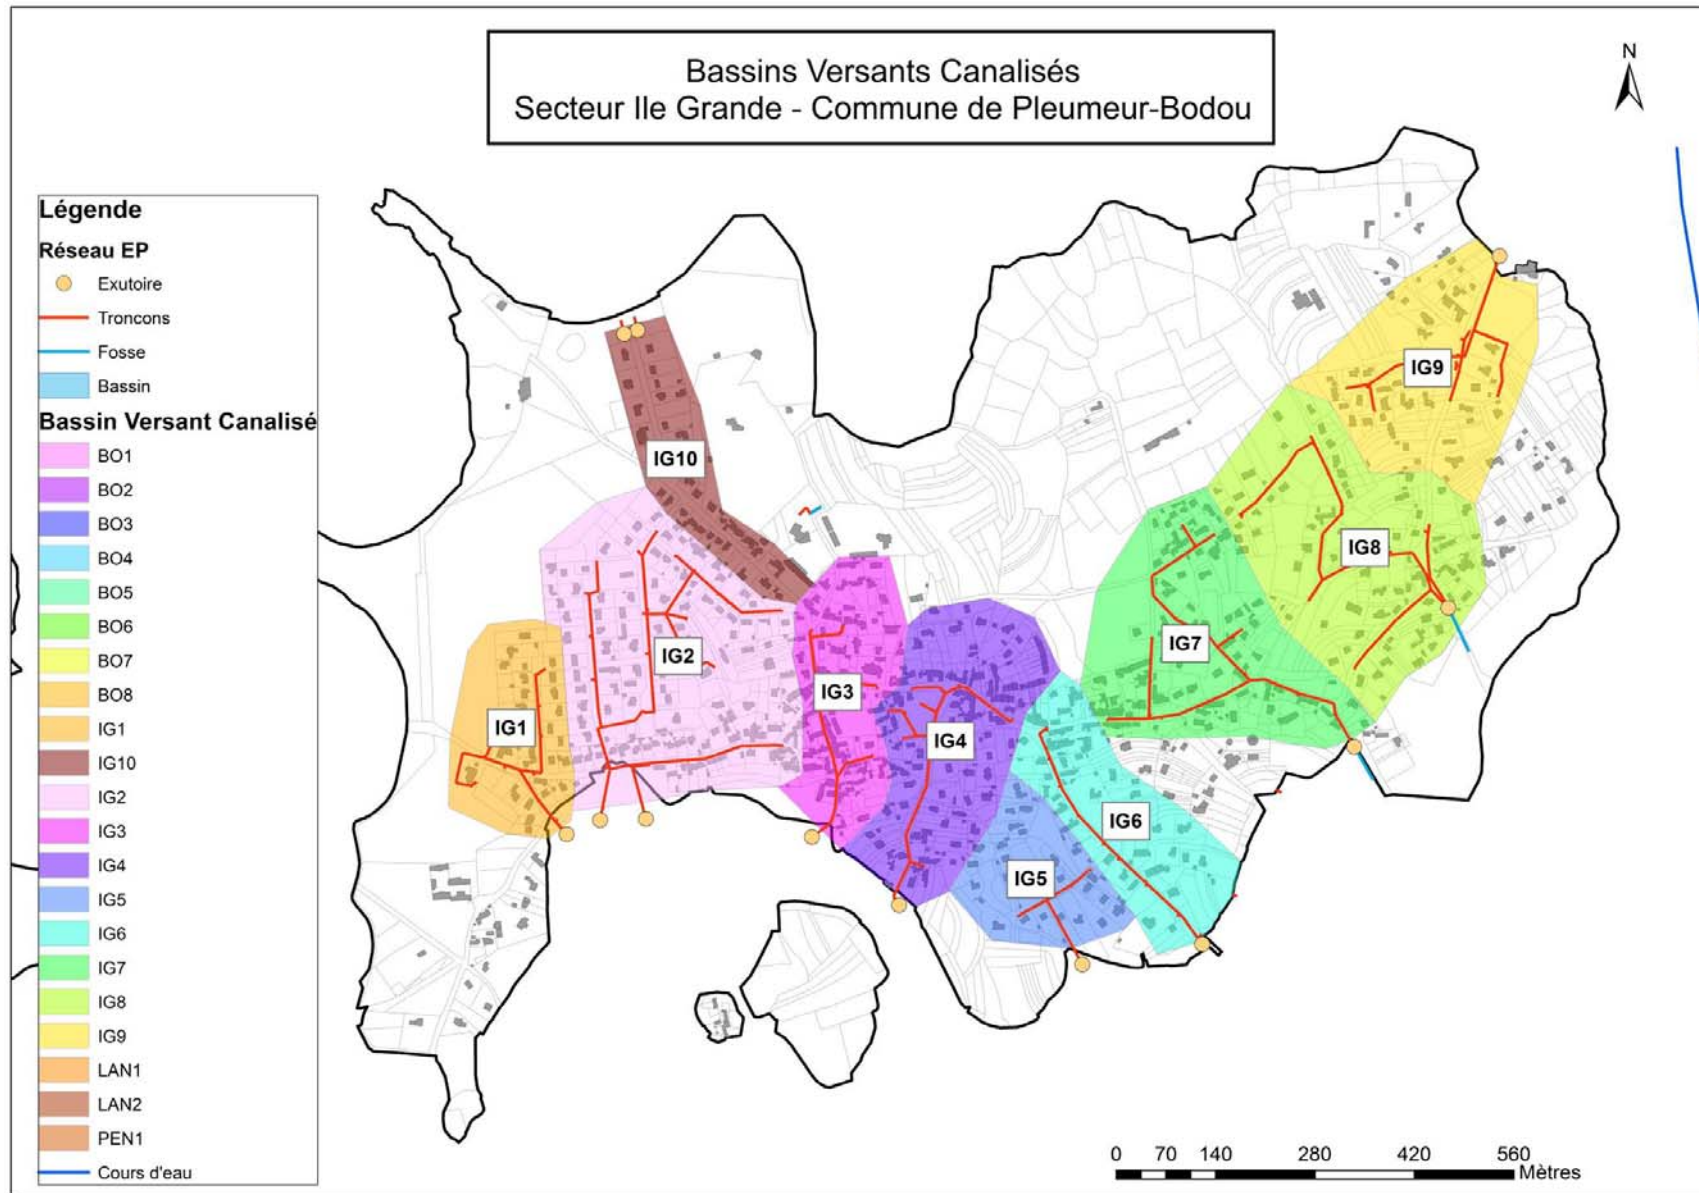 Bassins Versants Canalisés
Secteur Ile Grande - Commune de Pleumeur-Bodou
N
Légende
Réseau EP
Exutoire
Troncons
Fosse
Bassin
Bassin Versant Canalisé
BO1
BO2
BO3
BO4
BO5
BO6
BO7
BO8
IG1
IG10
IG2
IG3
IG4
IG5
IG6
IG7
IG8
IG9
LAN1
LAN2
PEN1
Cours d'eau
IG9
IG10
IG8
IG7
IG2
IG3
IG1
IG4
IG6
IG5
0 70 140 280 420 560
Mètres